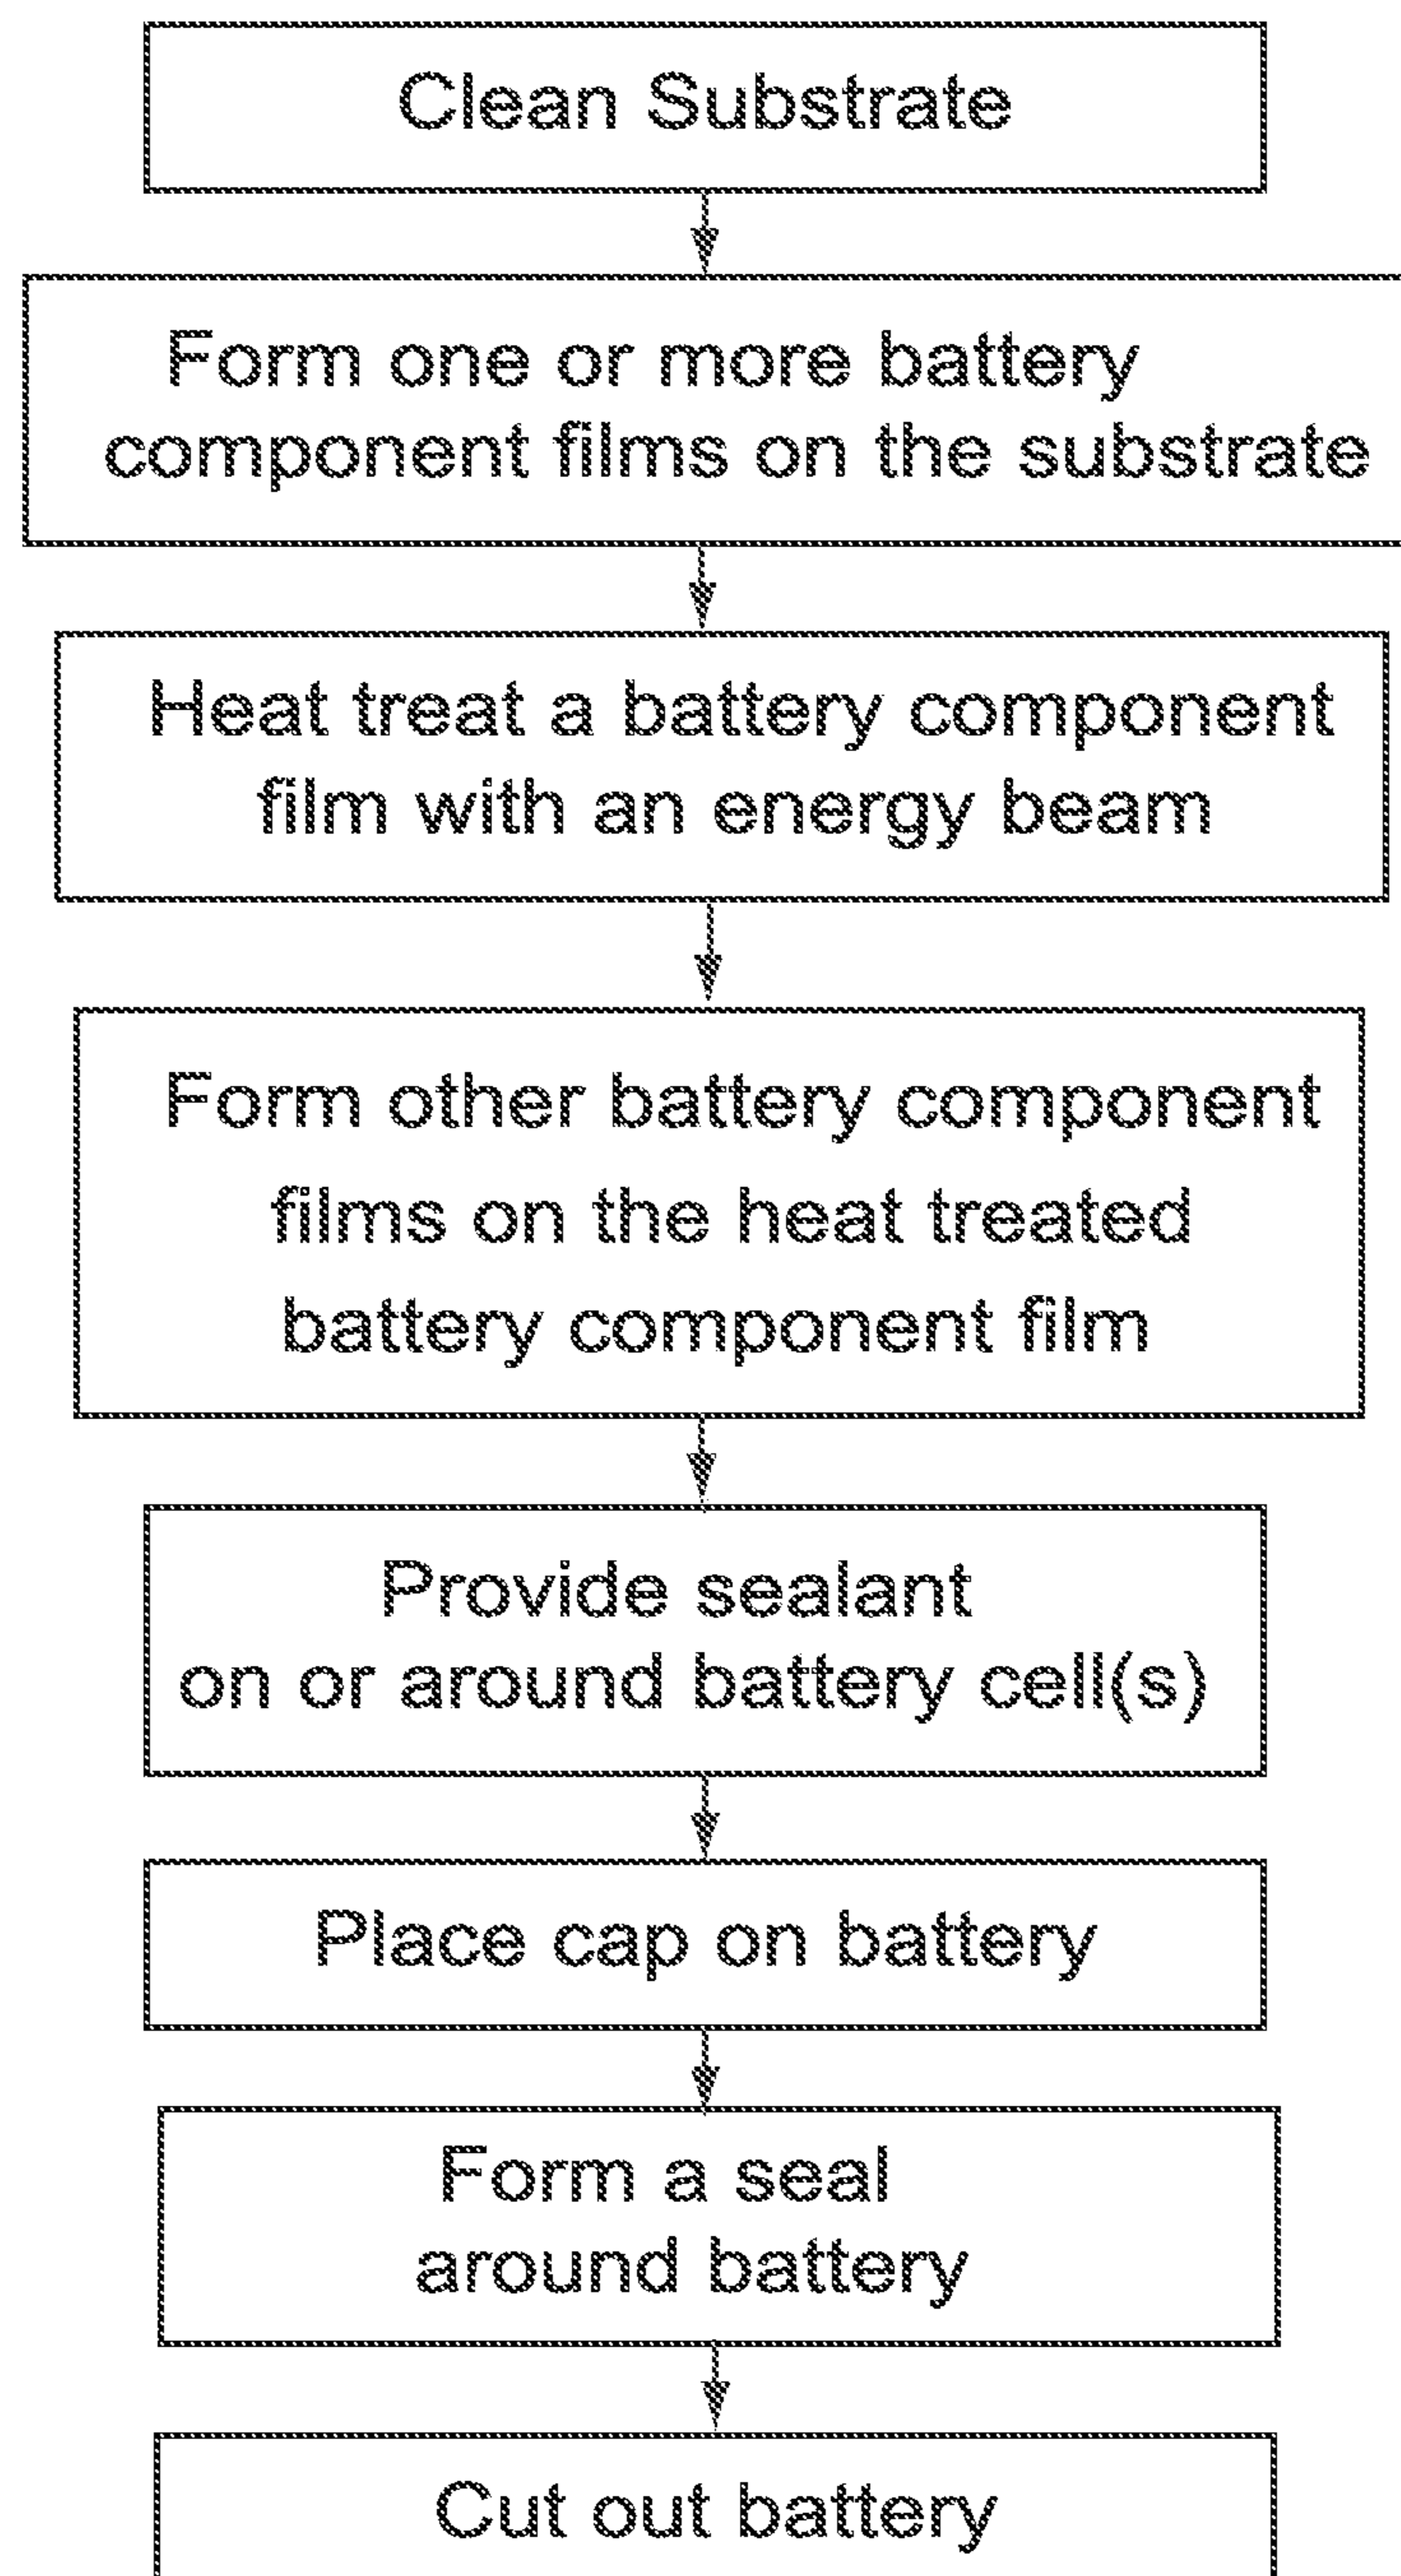 Clean Substrate
Form one or more battery
component films on the substrate
Heat treat a battery component
film with an energy beam
Form other battery component
films on the heat treated
battery component film
Provide sealant
on or around battery cell(s)
Place cap on battery
Form a seal
around battery
Cut out battery